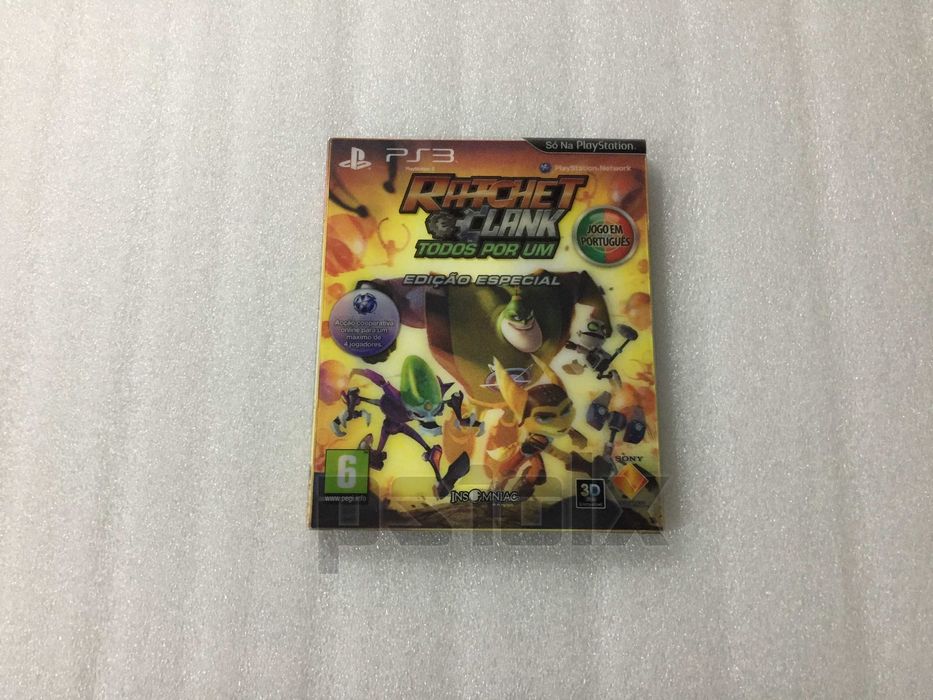 Só Na PlayStation.
PS3
PlayStation.Network
RATCHET
CLANK
TODOS POR UM
JOGO EM
PORTUGUÊS
EDIÇÃO ESPECIAL
Acção cooperativa
online para um
máximo de
4 jogadores.
6
www.pegi.info
INSOMNIAC
3D
SONY